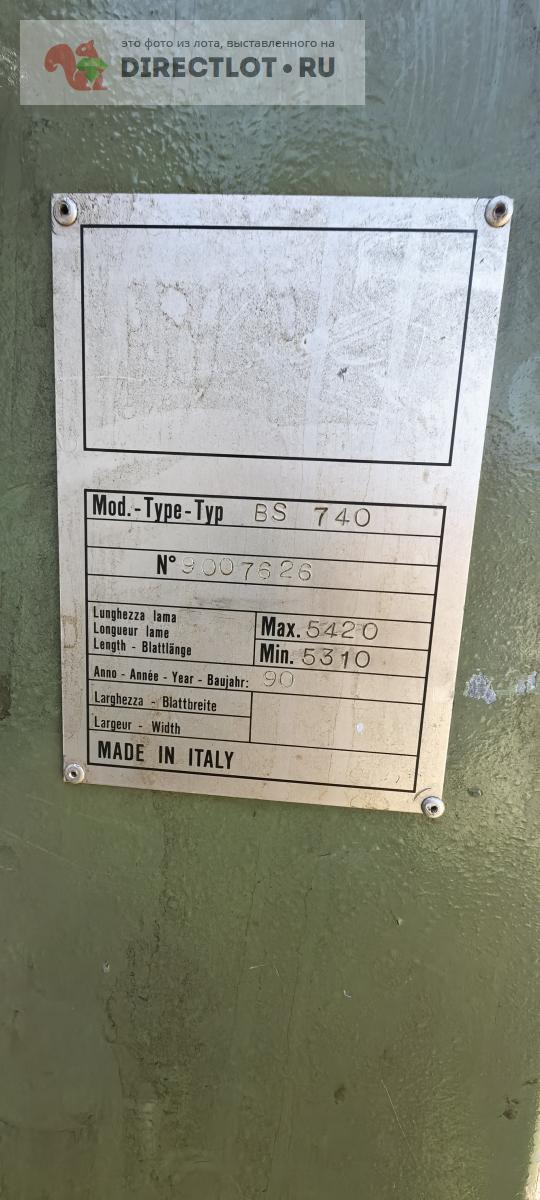 это фото из лота, выставленного на
DIRECTLOT•RU
Mod.-Type-Typ BS 740
N° 9007626
Lunghezza lama
Longueur lame
Length - Blattlänge
Max. 5420
Min. 5310
Anno - Année - Year - Baujahr: 90
Larghezza - Blattbreite
Largeur - Width
MADE IN ITALY